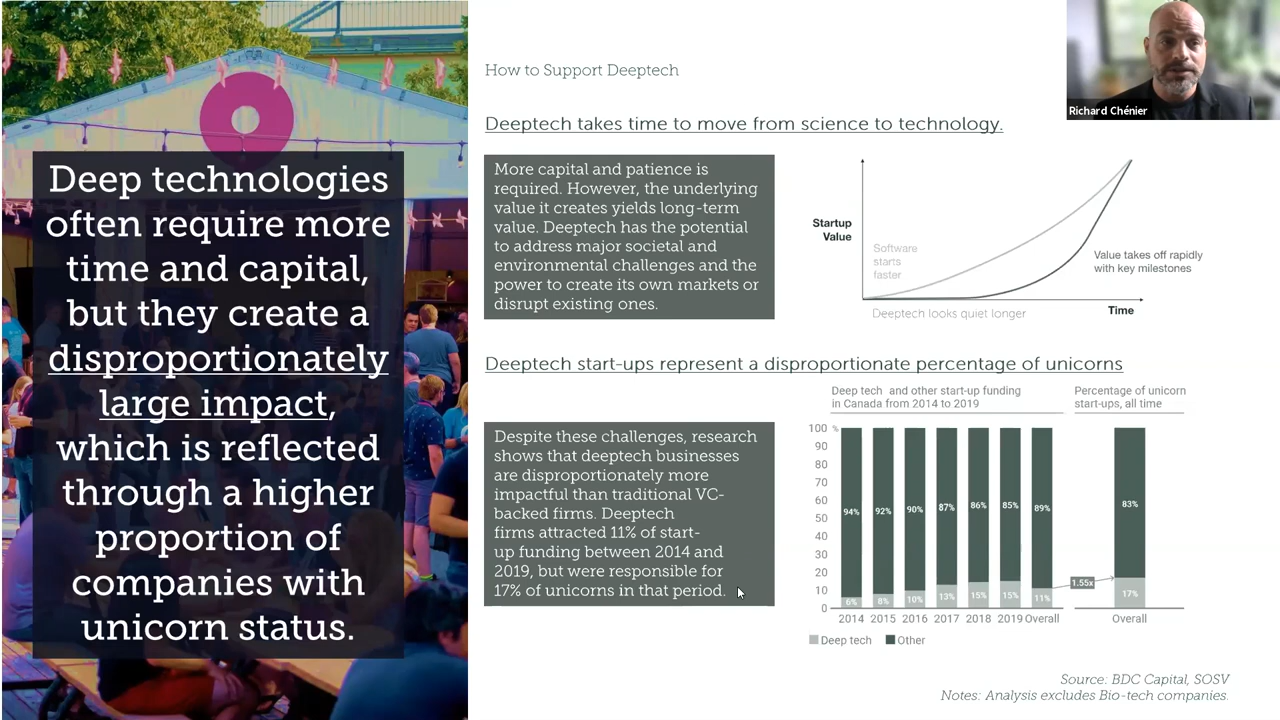 Deep technologies
often require more
time and capital,
but they create a
disproportionately
large impact,
which is reflected
through a higher
proportion of
companies with
unicorn status.
How to Support Deeptech
Deeptech takes time to move from science to technology.
More capital and patience is
required. However, the underlying
value it creates yields long-term
value. Deeptech has the potential
to address major societal and
environmental challenges and the
power to create its own markets or
disrupt existing ones.
Startup
Value
Software
starts
faster
Value takes off rapidly
with key milestones
Deeptech looks quiet longer
Time
Richard Chénier
Deeptech start-ups represent a disproportionate percentage of unicorns
Despite these challenges, research
shows that deeptech businesses
are disproportionately more
impactful than traditional VC-
backed firms. Deeptech
firms attracted 11% of start-
up funding between 2014 and
2019, but were responsible for
17% of unicorns in that period.
Deep tech and other start-up funding
in Canada from 2014 to 2019
Percentage of unicorn
start-ups, all time
100 %
90
80
70
60
50
40
30
20
10
0
94% 92% 90% 87% 86% 85% 89% 83%
6% 8% 10% 13% 15% 15% 11% 1.55x 17%
2014 2015 2016 2017 2018 2019 Overall Overall
Deep tech Other
Source: BDC Capital, SOSV
Notes: Analysis excludes Bio-tech companies.